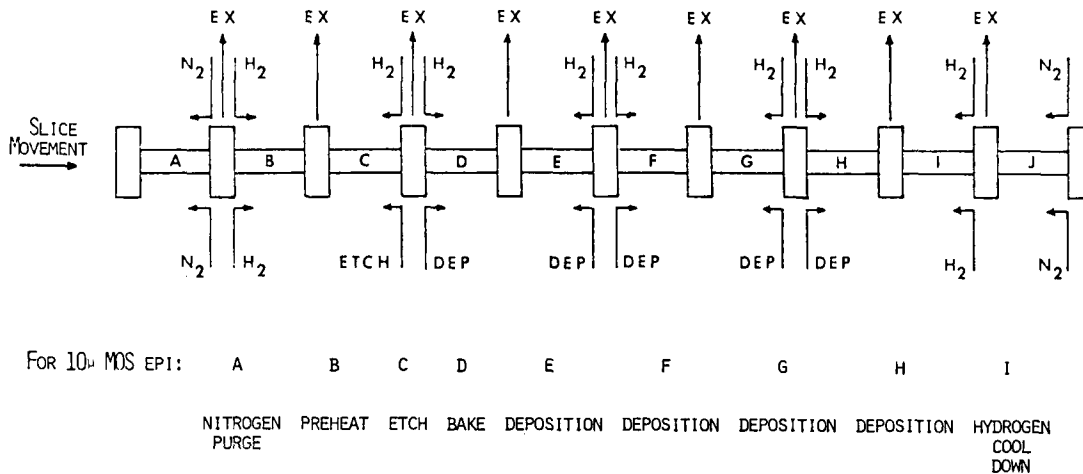 EX EX EX EX EX EX EX EX EX
N2 H2 H2 H2 H2 H2 H2 H2 H2 N2
SLICE
MOVEMENT
A B C D E F G H I J
N2 H2 ETCH DEP DEP DEP DEP DEP H2 N2
FOR 10μ MOS EPI: A B C D E F G H I
NITROGEN PREHEAT ETCH BAKE DEPOSITION DEPOSITION DEPOSITION DEPOSITION HYDROGEN
PURGE COOL
DOWN